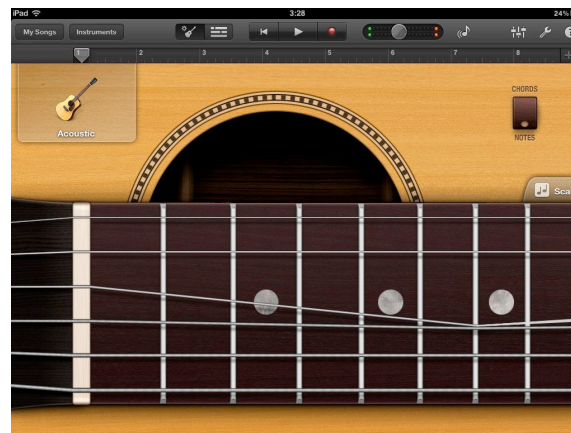 iPad 3:28 24%
My Songs Instruments
1 2 3 4 5 6 7 8
Acoustic
CHORDS
NOTES
Sca